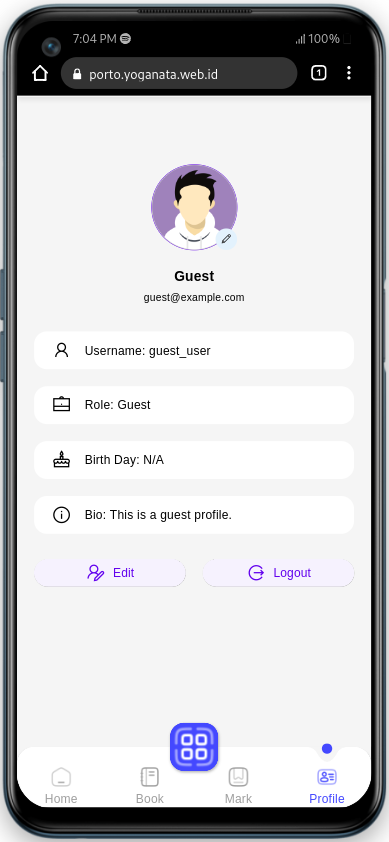 7:04 PM 100%
porto.yoganata.web.id 1
Guest
guest@example.com
Username: guest_user
Role: Guest
Birth Day: N/A
Bio: This is a guest profile.
Edit Logout
Home Book Mark Profile